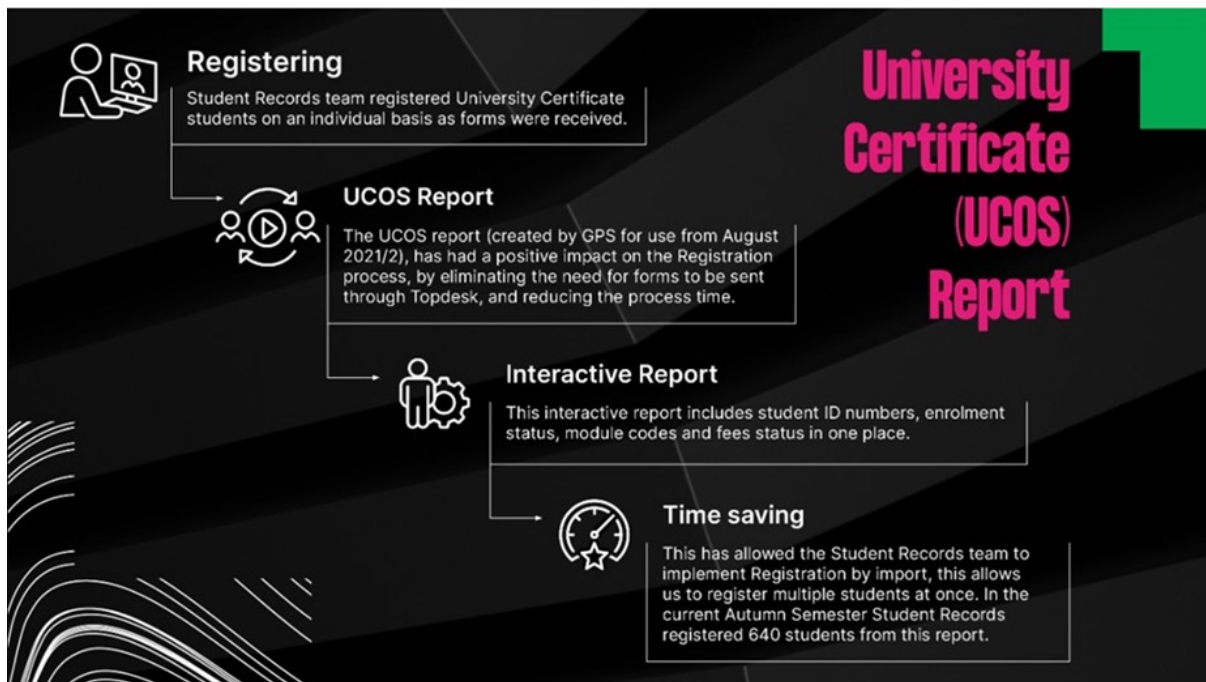 University
Certificate
(UCOS)
Report
Registering
Student Records team registered University Certificate
students on an individual basis as forms were received.
UCOS Report
The UCOS report (created by GPS for use from August
2021/2), has had a positive impact on the Registration
process, by eliminating the need for forms to be sent
through Topdesk, and reducing the process time.
Interactive Report
This interactive report includes student ID numbers, enrolment
status, module codes and fees status in one place.
Time saving
This has allowed the Student Records team to
implement Registration by import, this allows
us to register multiple students at once. In the
current Autumn Semester Student Records
registered 640 students from this report.